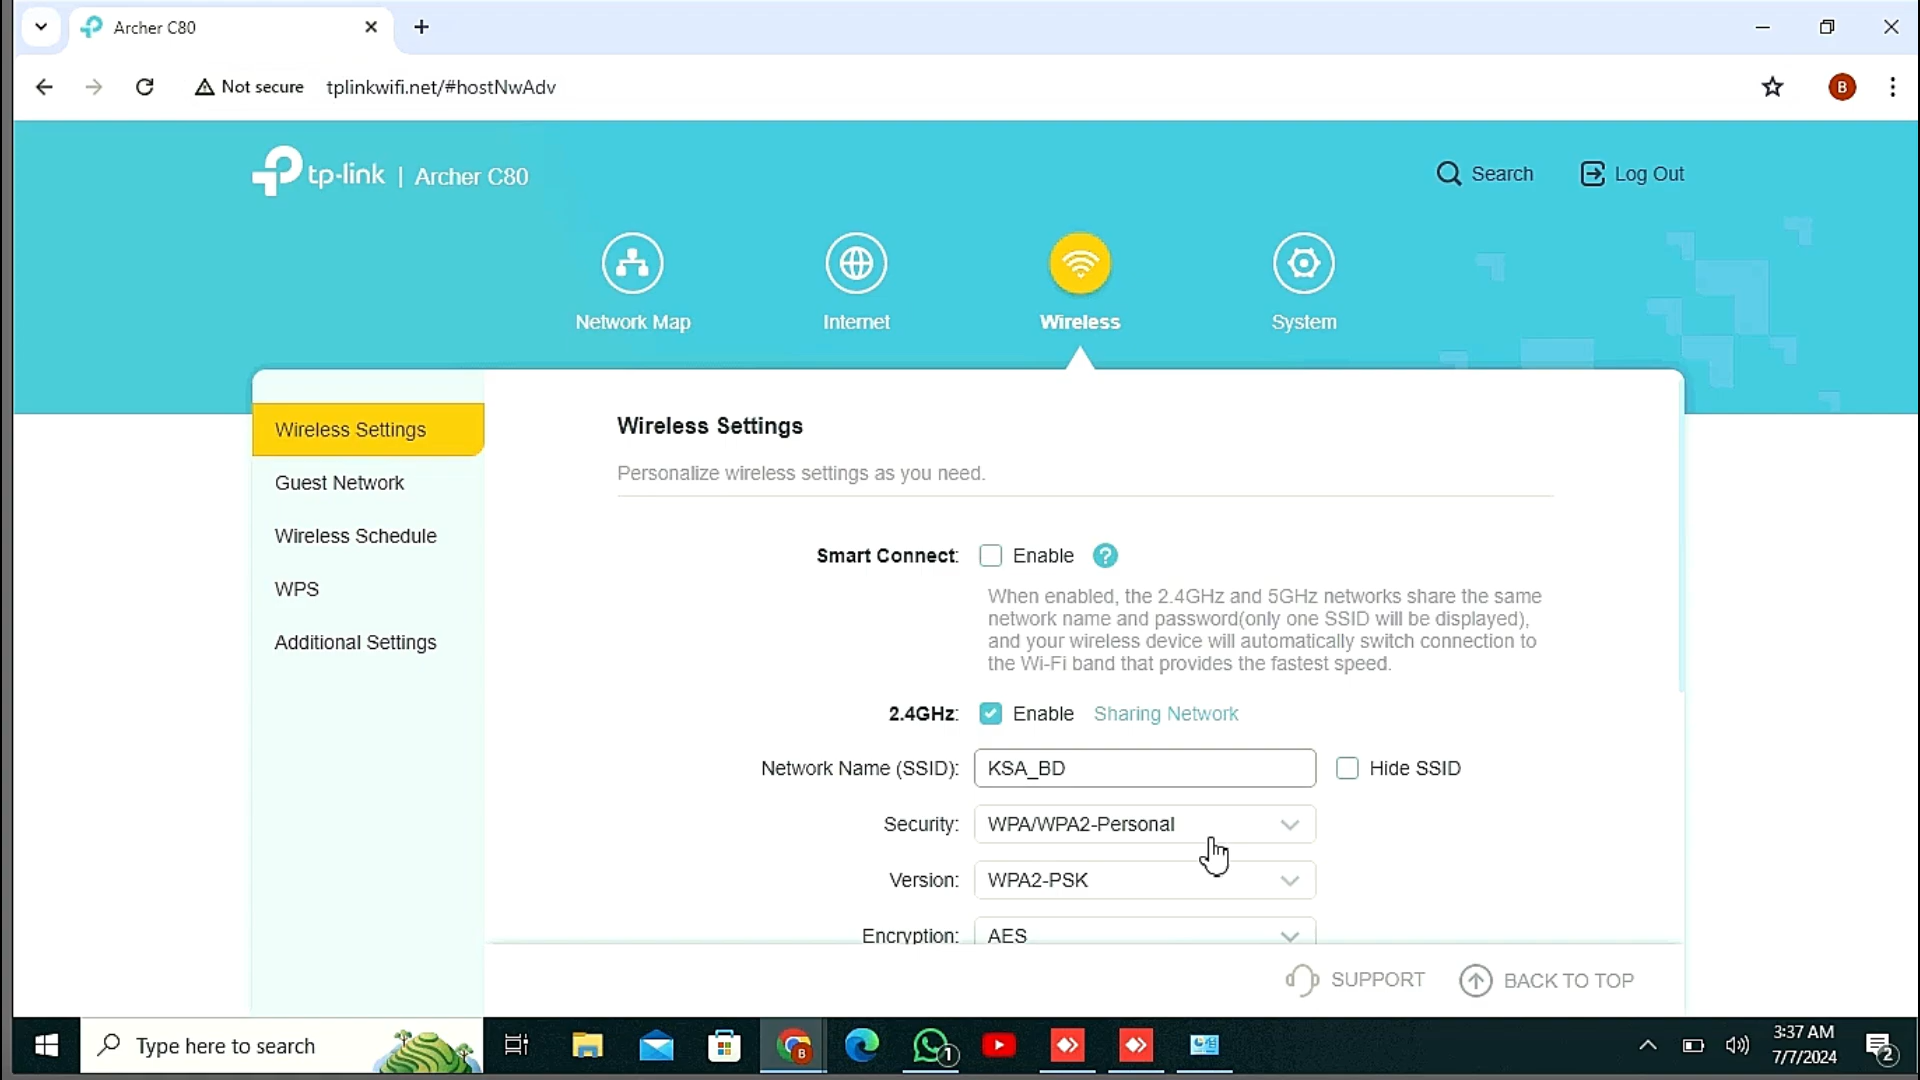 Archer C80
Not secure tplinkwifi.net/#hostNwAdv
B
tp-link | Archer C80
Search Log Out
Network Map Internet Wireless System
Wireless Settings
Guest Network
Wireless Schedule
WPS
Additional Settings
Wireless Settings
Personalize wireless settings as you need.
Smart Connect: Enable ?
When enabled, the 2.4GHz and 5GHz networks share the same
network name and password(only one SSID will be displayed),
and your wireless device will automatically switch connection to
the Wi-Fi band that provides the fastest speed.
2.4GHz: Enable Sharing Network
Network Name (SSID): KSA_BD Hide SSID
Security: WPA/WPA2-Personal
Version: WPA2-PSK
Encryption: AES
SUPPORT BACK TO TOP
Type here to search
B
1
3:37 AM
7/7/2024
2